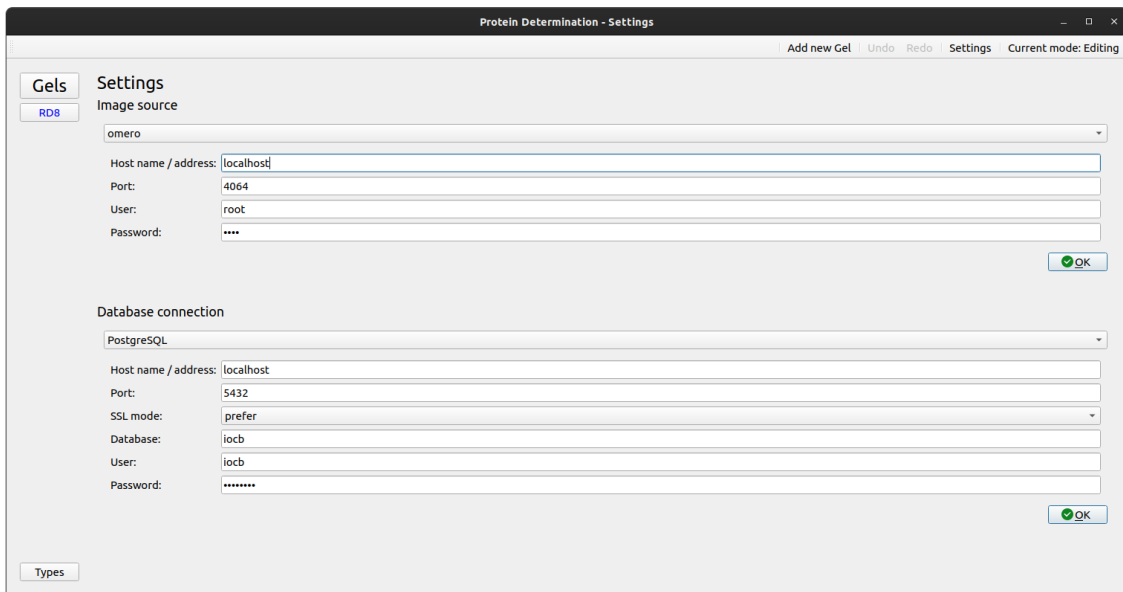 Protein Determination - Settings
Add new Gel Undo Redo Settings Current mode: Editing
Gels
RD8
Settings
Image source
omero
Host name / address: localhost
Port: 4064
User: root
Password: ••••
OK
Database connection
PostgreSQL
Host name / address: localhost
Port: 5432
SSL mode: prefer
Database: iocb
User: iocb
Password: ••••••••
OK
Types